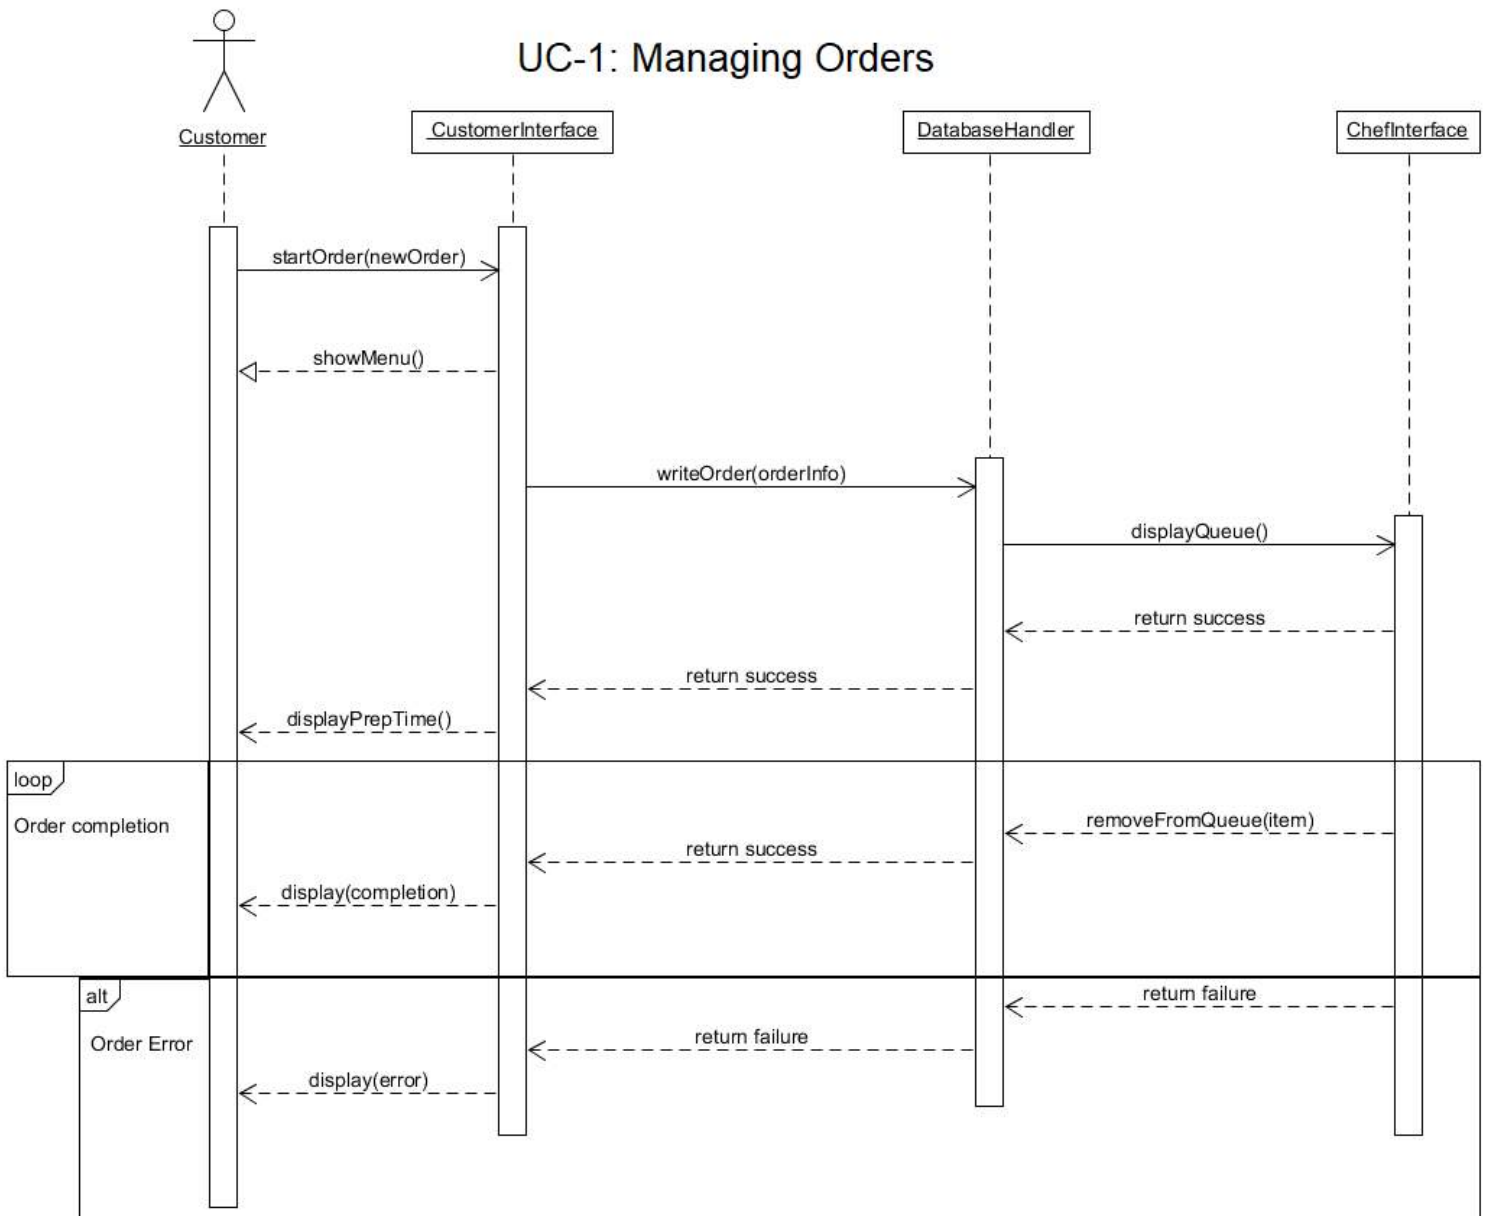 UC-1: Managing Orders
Customer
CustomerInterface
DatabaseHandler
ChefInterface
startOrder(newOrder)
showMenu()
writeOrder(orderInfo)
displayQueue()
return success
return success
displayPrepTime()
loop
Order completion
removeFromQueue(item)
return success
display(completion)
alt
return failure
Order Error
return failure
display(error)